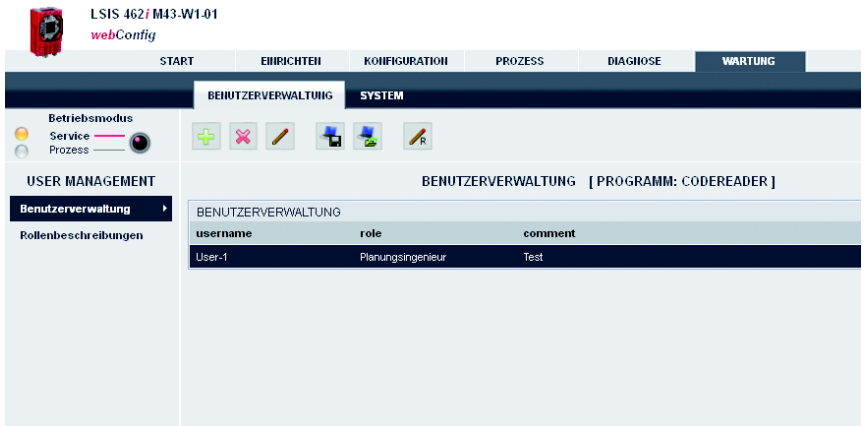 LSIS 462i M43-W1-01
webConfig
START EINRICHTEN KONFIGURATION PROZESS DIAGNOSE WARTUNG
BENUTZERVERWALTUNG SYSTEM
Betriebsmodus
Service
Prozess
R
USER MANAGEMENT
BENUTZERVERWALTUNG [ PROGRAMM: CODEREADER ]
Benutzerverwaltung
Rollenbeschreibungen
BENUTZERVERWALTUNG
username role comment
User-1 Planungsingenieur Test